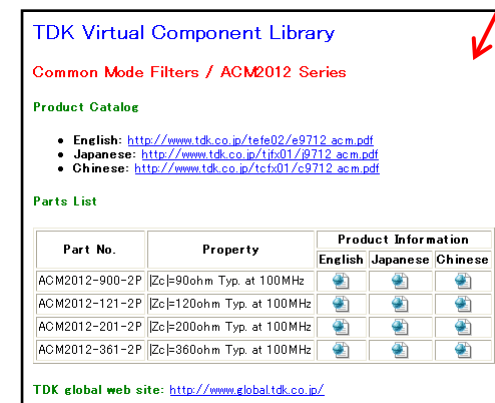 TDK Virtual Component Library
Common Mode Filters / ACM2012 Series
Product Catalog
• English: http://www.tdk.co.jp/tefe02/e9712_acm.pdf
• Japanese: http://www.tdk.co.jp/tjfx01/j9712_acm.pdf
• Chinese: http://www.tdk.co.jp/tcfx01/c9712_acm.pdf
Parts List
Part No. Property Product Information
English Japanese Chinese
ACM2012-900-2P |Zc|=90ohm Typ. at 100MHz
ACM2012-121-2P |Zc|=120ohm Typ. at 100MHz
ACM2012-201-2P |Zc|=200ohm Typ. at 100MHz
ACM2012-361-2P |Zc|=360ohm Typ. at 100MHz
TDK global web site: http://www.global.tdk.co.jp/